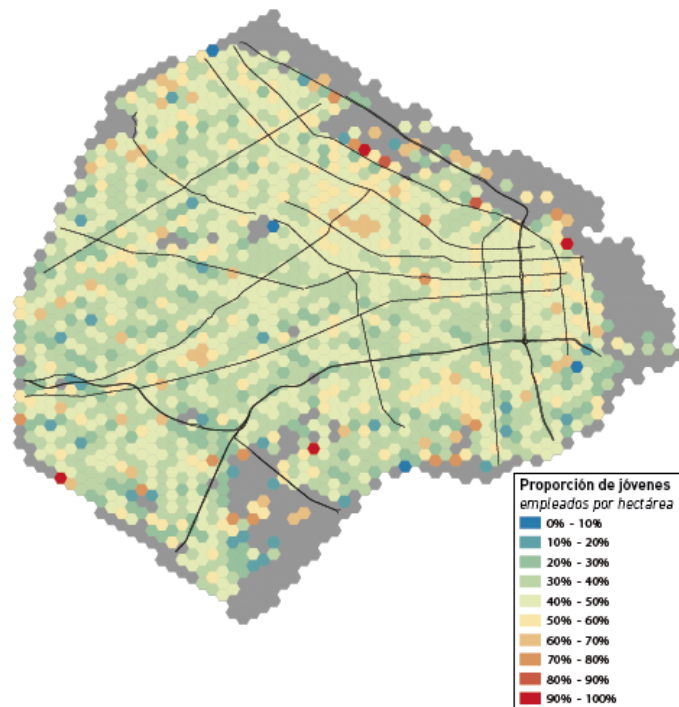 Proporción de jóvenes
empleados por hectárea
0% - 10%
10% - 20%
20% - 30%
30% - 40%
40% - 50%
50% - 60%
60% - 70%
70% - 80%
80% - 90%
90% - 100%